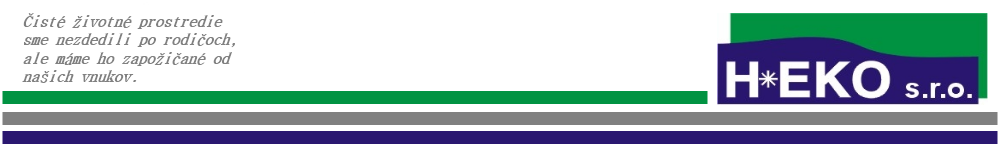 Čisté životné prostredie
sme nezdedili po rodičoch,
ale máme ho zapožičané od
našich vnukov.
H*EKO s.r.o.